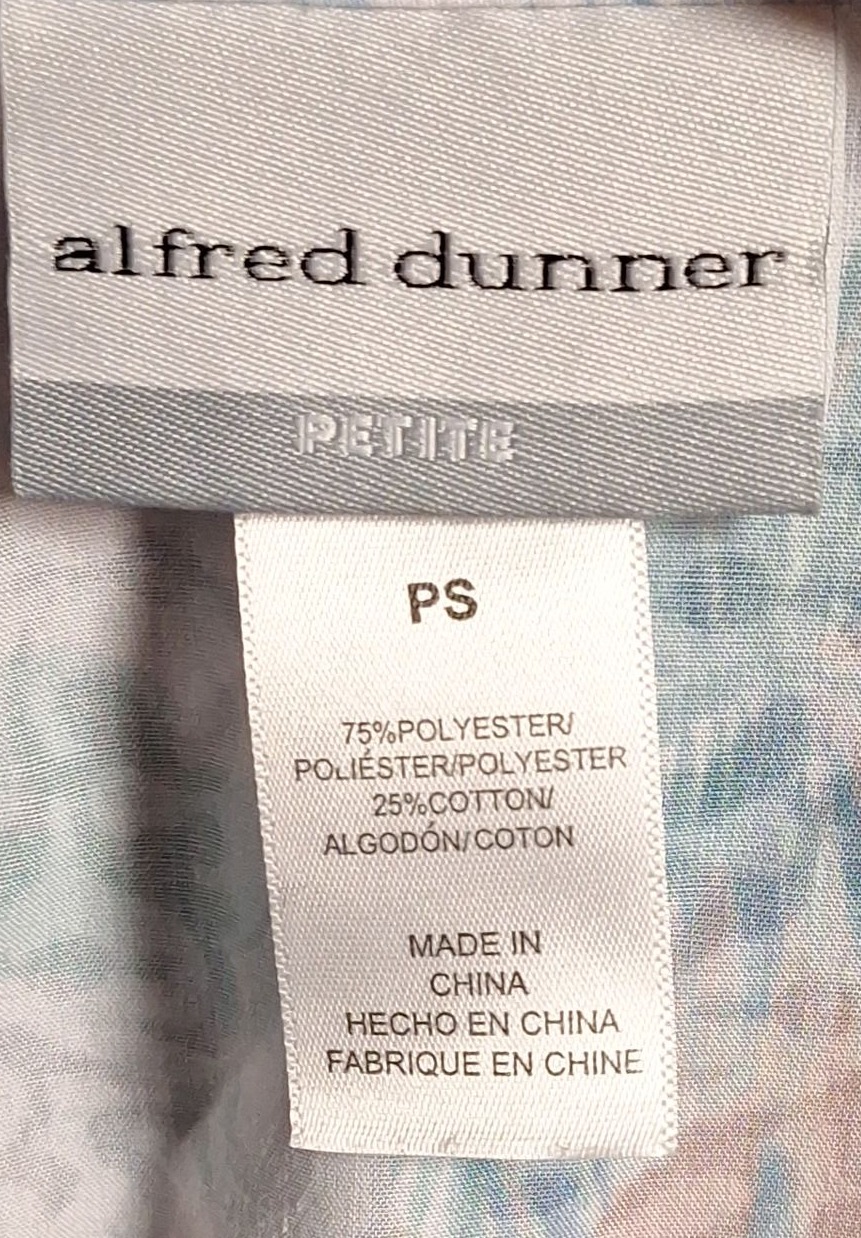 alfred dunner
PETITE
PS
75%POLYESTER/
POLIÉSTER/POLYESTER
25%COTTON/
ALGODÓN/COTON
MADE IN
CHINA
HECHO EN CHINA
FABRIQUE EN CHINE